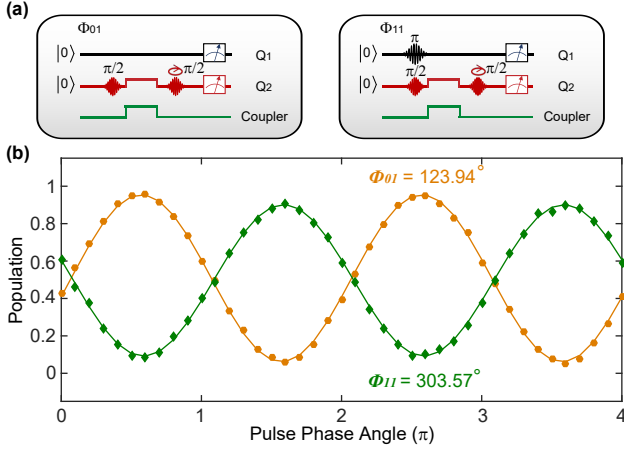 (a)
Φ01
|0⟩
Q1
|0⟩
π/2
π/2
Q2
Coupler
Φ11
π
|0⟩
Q1
|0⟩
π/2
π/2
Q2
Coupler
(b)
Φ01 = 123.94°
Φ11 = 303.57°
Population
1
0.8
0.6
0.4
0.2
0
0
1
2
3
4
Pulse Phase Angle (π)